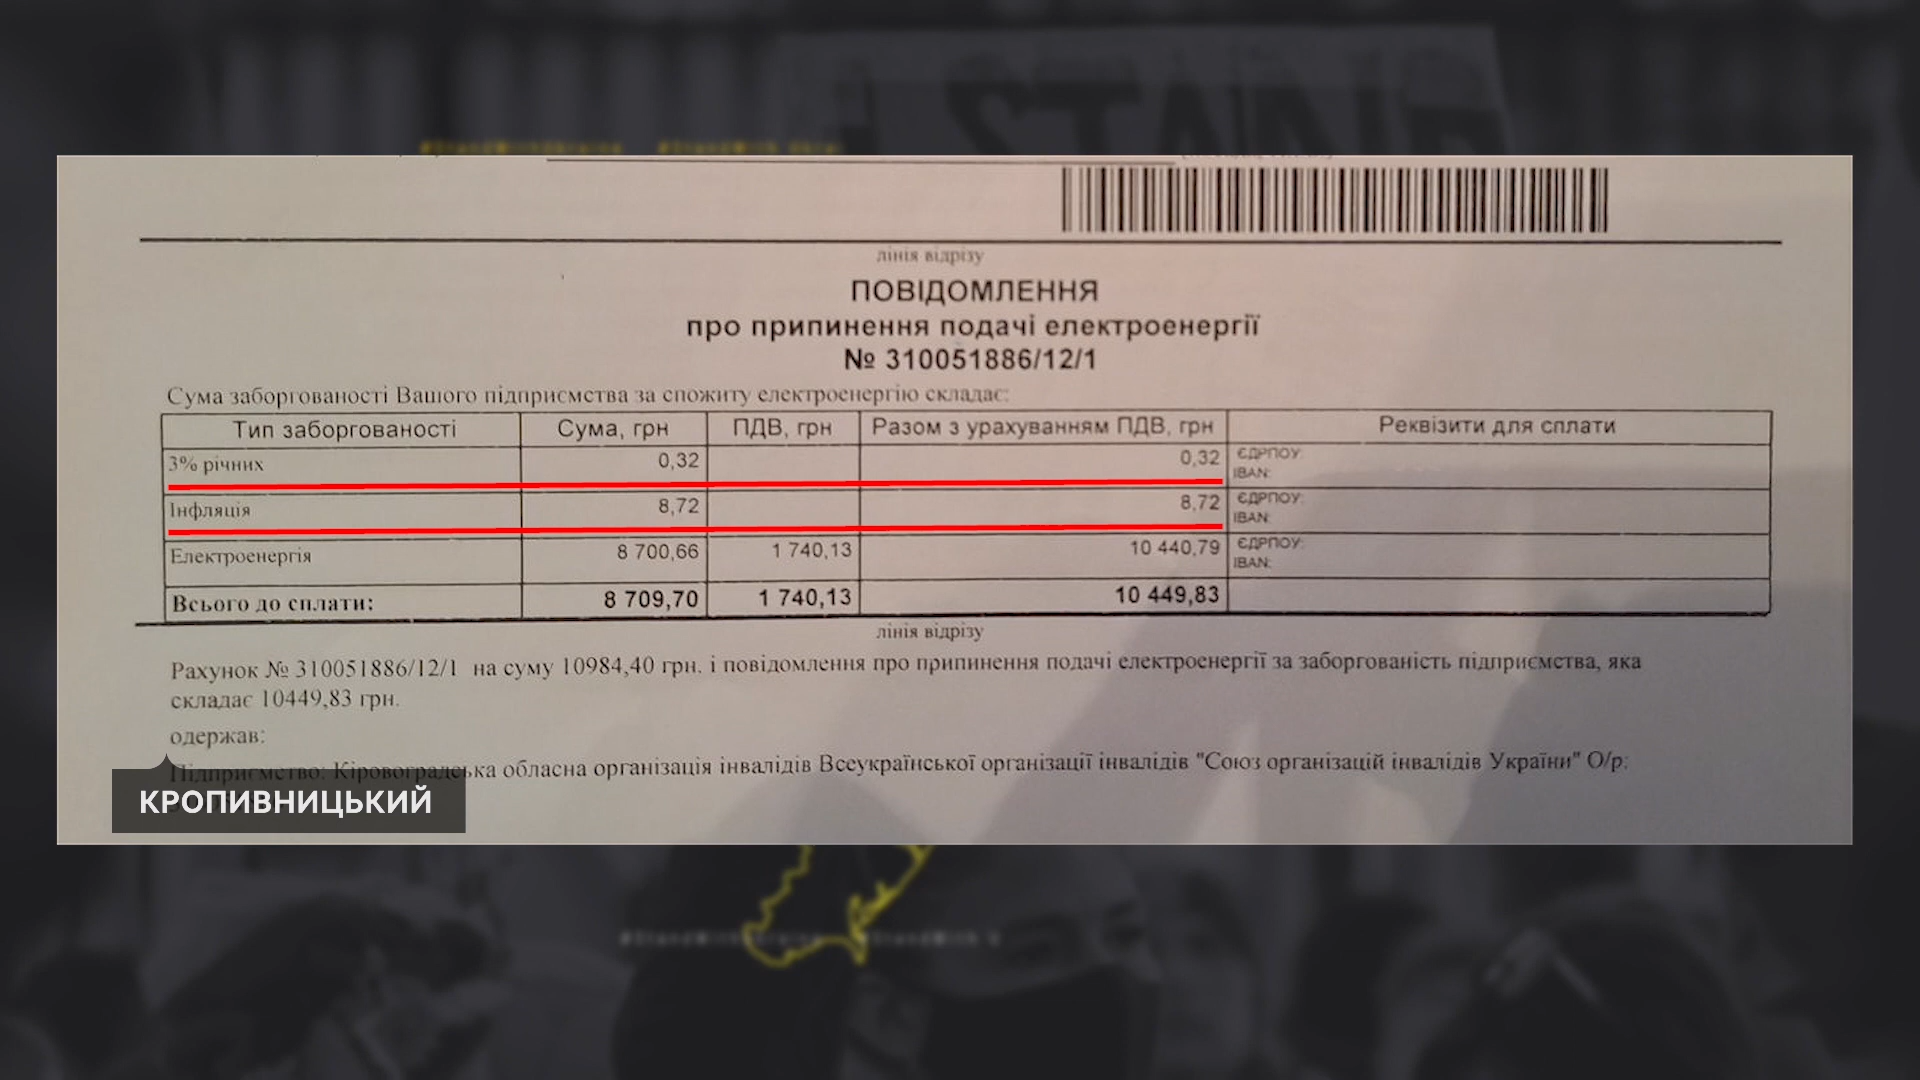 #StandWithUkraine #StandWith
STAND
лінія відрізу
ПОВІДОМЛЕННЯ
про припинення подачі електроенергії
№ 310051886/12/1
Сума заборгованості Вашого підприємства за спожиту електроенергію складає:
Тип заборгованості Сума, грн ПДВ, грн Разом з урахуванням ПДВ, грн Реквізити для сплати
3% річних 0,32 0,32 ЄДРПОУ:
IBAN:
Інфляція 8,72 8,72 ЄДРПОУ:
IBAN:
Електроенергія 8 700,66 1 740,13 10 440,79 ЄДРПОУ:
IBAN:
Всього до сплати: 8 709,70 1 740,13 10 449,83
лінія відрізу
Рахунок № 310051886/12/1 на суму 10984,40 грн. і повідомлення про припинення подачі електроенергії за заборгованість підприємства, яка
складає 10449,83 грн.
одержав:
Підприємство: Кіровоградська обласна організація інвалідів Всеукраїнської організації інвалідів "Союз організацій інвалідів України" О/р:
КРОПИВНИЦЬКИЙ